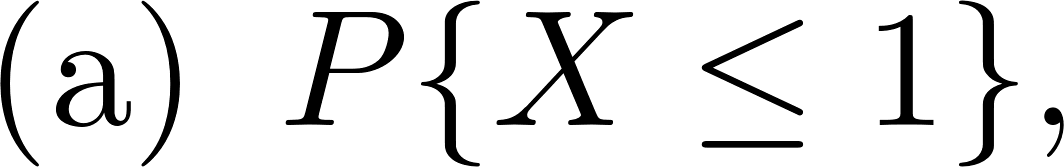 (a) P{X ≤ 1},